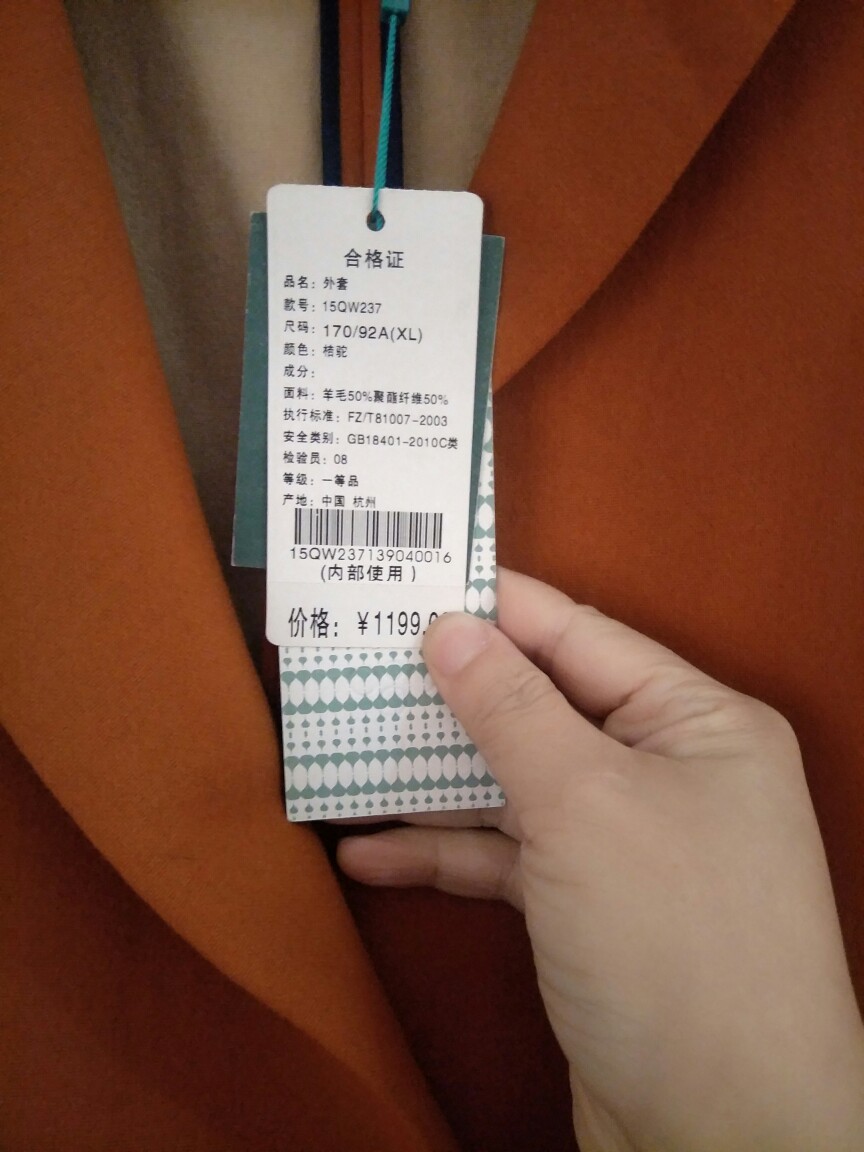 合格证
品名：外套
款号：15QW237
尺码：170/92A(XL)
颜色：桔驼
成分：
面料：羊毛50%聚酯纤维50%
执行标准：FZ/T81007-2003
安全类别：GB18401-2010C类
检验员：08
等级：一等品
产地：中国 杭州
15QW237139040016
(内部使用)
价格：¥1199.